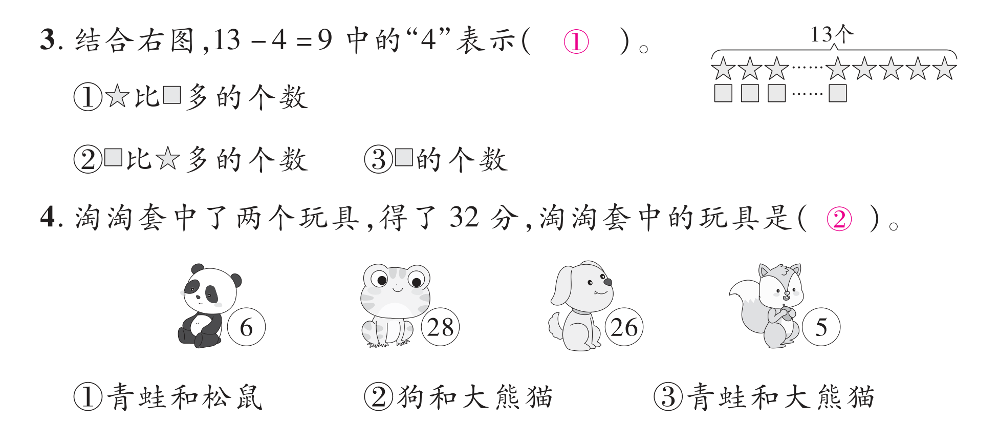 3. 结合右图,13－4＝9 中的“4”表示( ① )。
13个
☆☆☆……☆☆☆☆☆
□□□……□
①☆比□多的个数
②□比☆多的个数 ③□的个数
4. 淘淘套中了两个玩具,得了 32 分,淘淘套中的玩具是( ② )。
6 28 26 5
①青蛙和松鼠 ②狗和大熊猫 ③青蛙和大熊猫